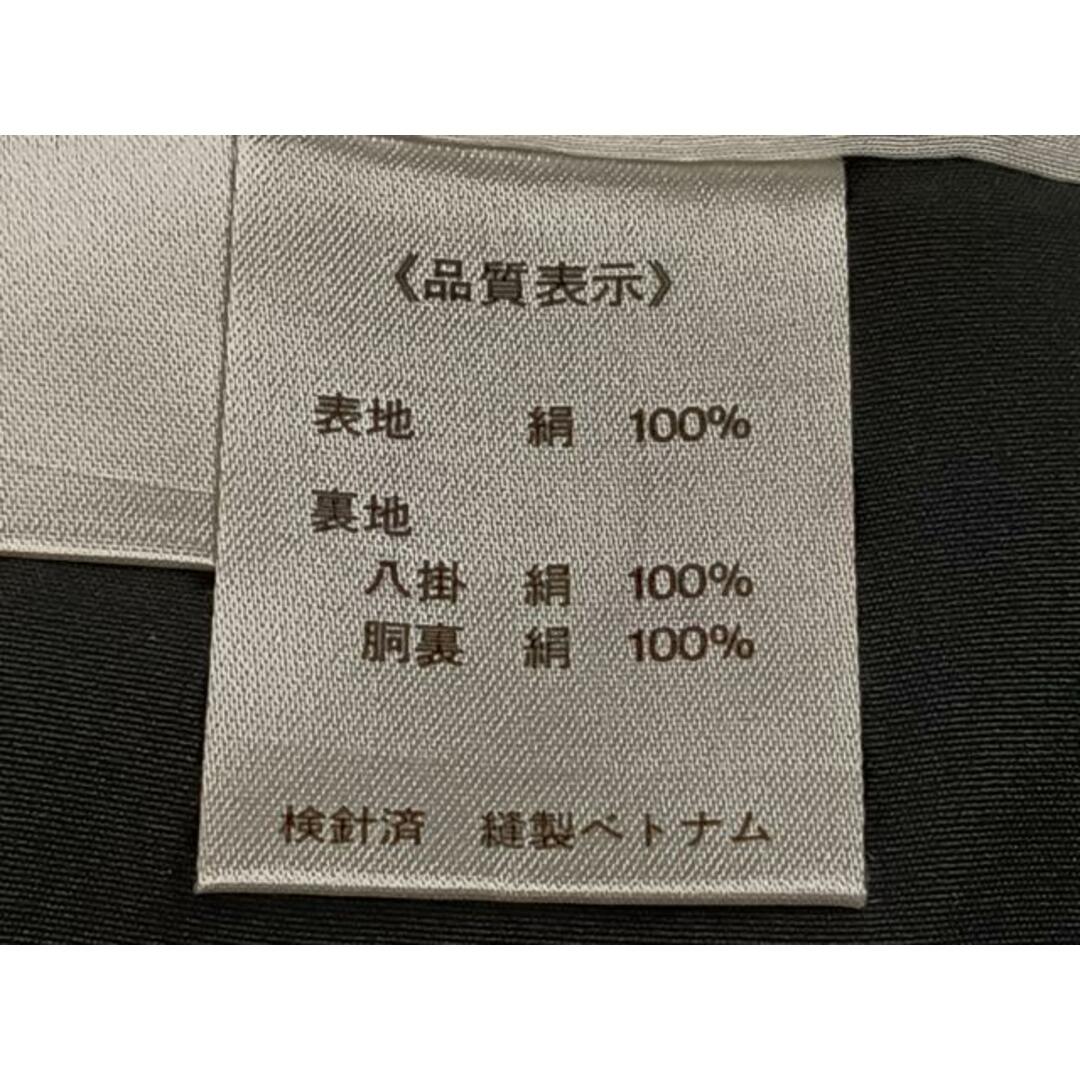 《品質表示》
表地 絹 100%
裏地
八掛 絹 100%
胴裏 絹 100%
検針済 縫製ベトナム